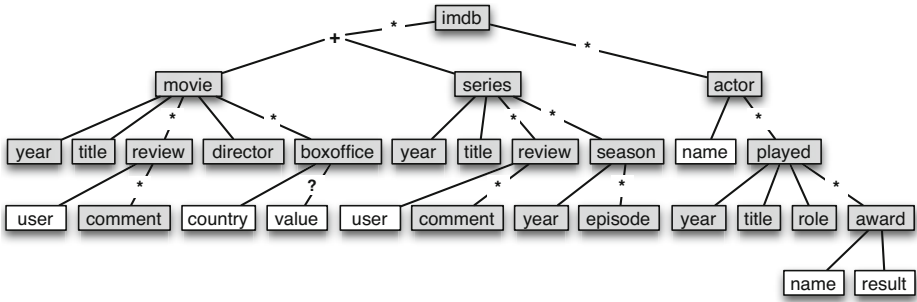 imdb
*
+
*
movie
series
actor
*
*
*
*
*
year title review director boxoffice year title review season name played
*
?
*
*
*
user comment country value user comment year episode year title role award
name result